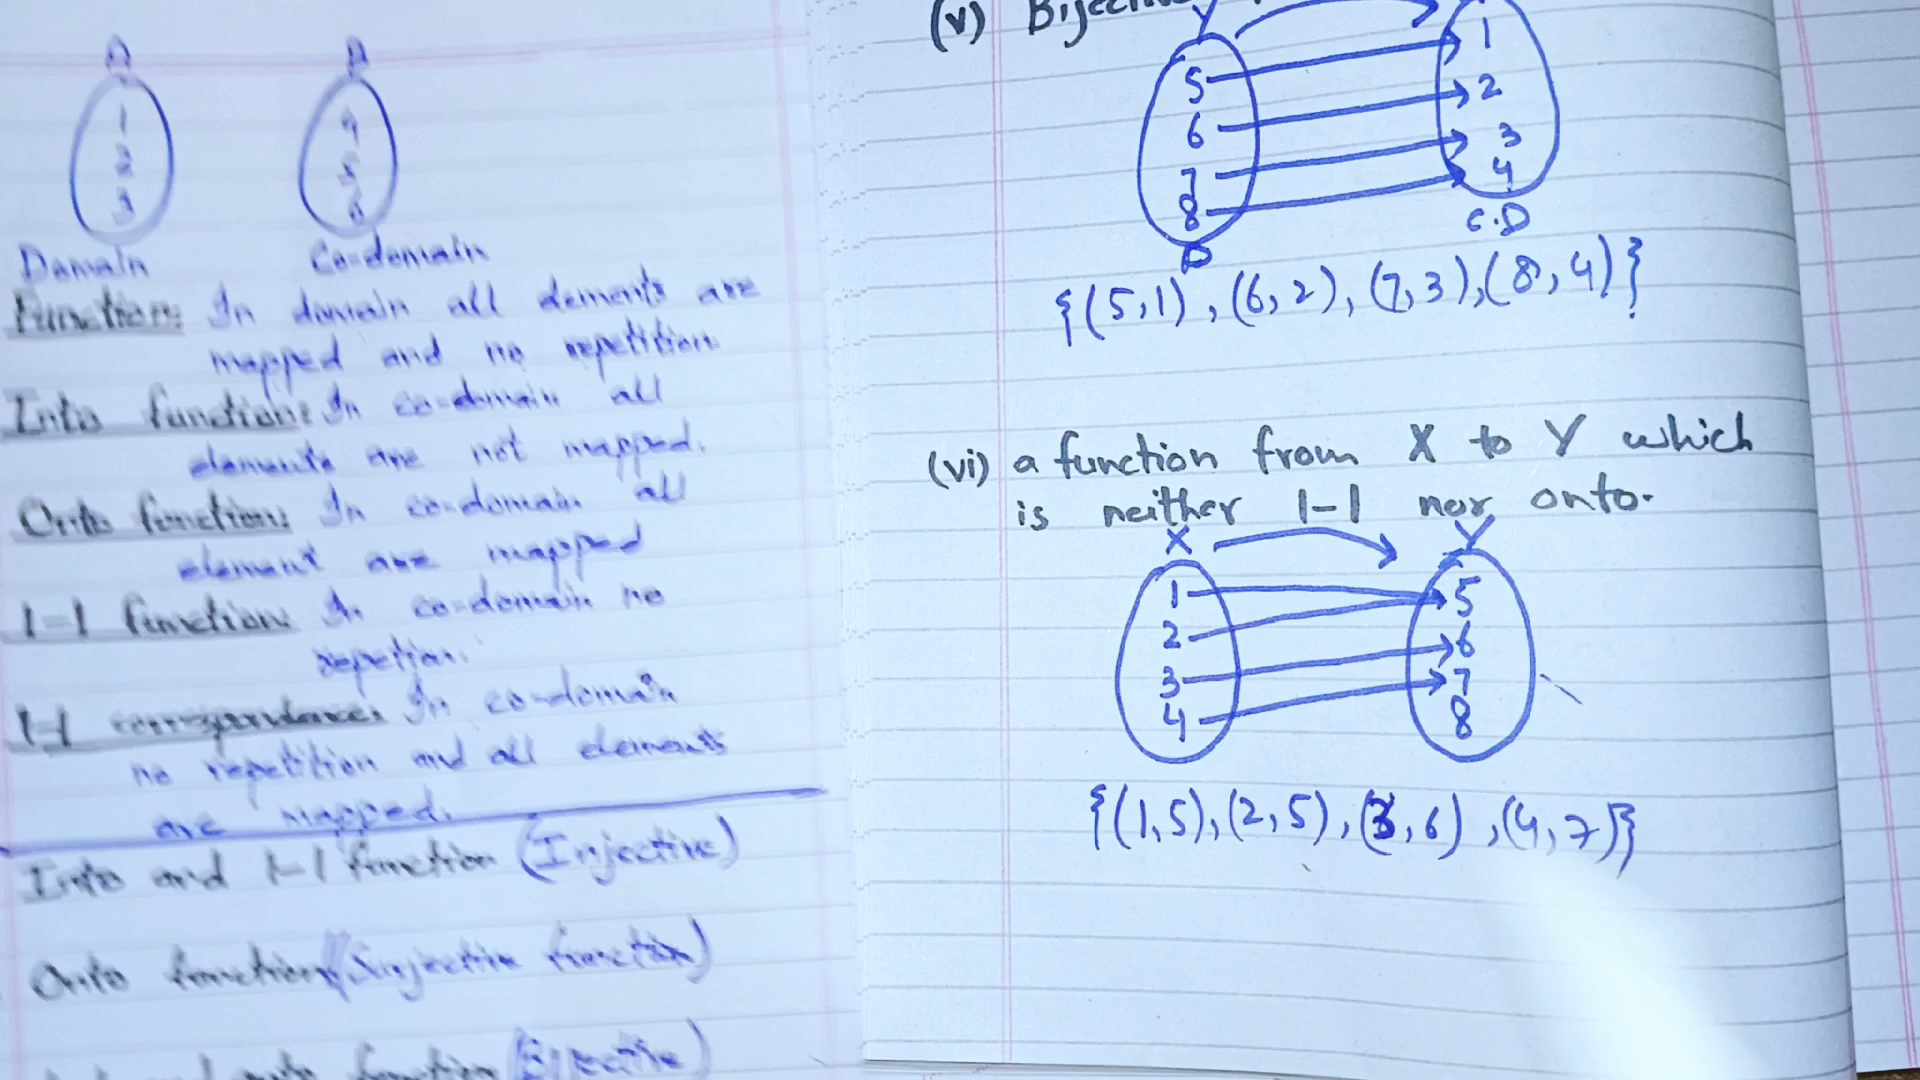 1
2
3
4
5
6
Domain Co-domain
Function: In domain all elements are
mapped and no repetition
Into function: In co-domain all
elements are not mapped.
Onto function: In co-domain all
element are mapped
1-1 function: In co-domain no
repetion.
1-1 correspondence: In co-domain
no repetition and all elements
are mapped.
Into and 1-1 function (Injective)
Onto function (Surjective function)
onto function (Bijective)
(v) Bijective
Y
5 1
6 2
7 3
8 4
D C.D
{(5,1), (6,2), (7,3), (8,4)}
(vi) a function from X to Y which
is neither 1-1 nor onto.
X Y
1 5
2 6
3 7
4 8
{(1,5), (2,5), (3,6), (4,7)}